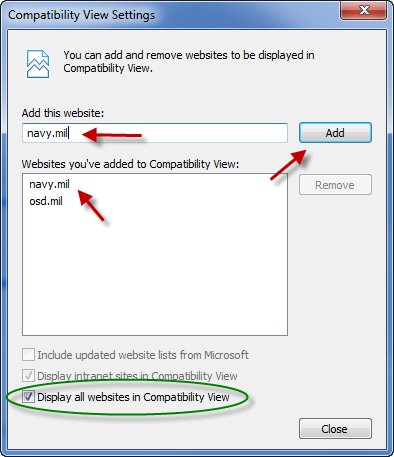 Compatibility View Settings
You can add and remove websites to be displayed in
Compatibility View.
Add this website:
navy.mil
Add
Websites you've added to Compatibility View:
navy.mil
osd.mil
Remove
Include updated website lists from Microsoft
Display intranet sites in Compatibility View
Display all websites in Compatibility View
Close